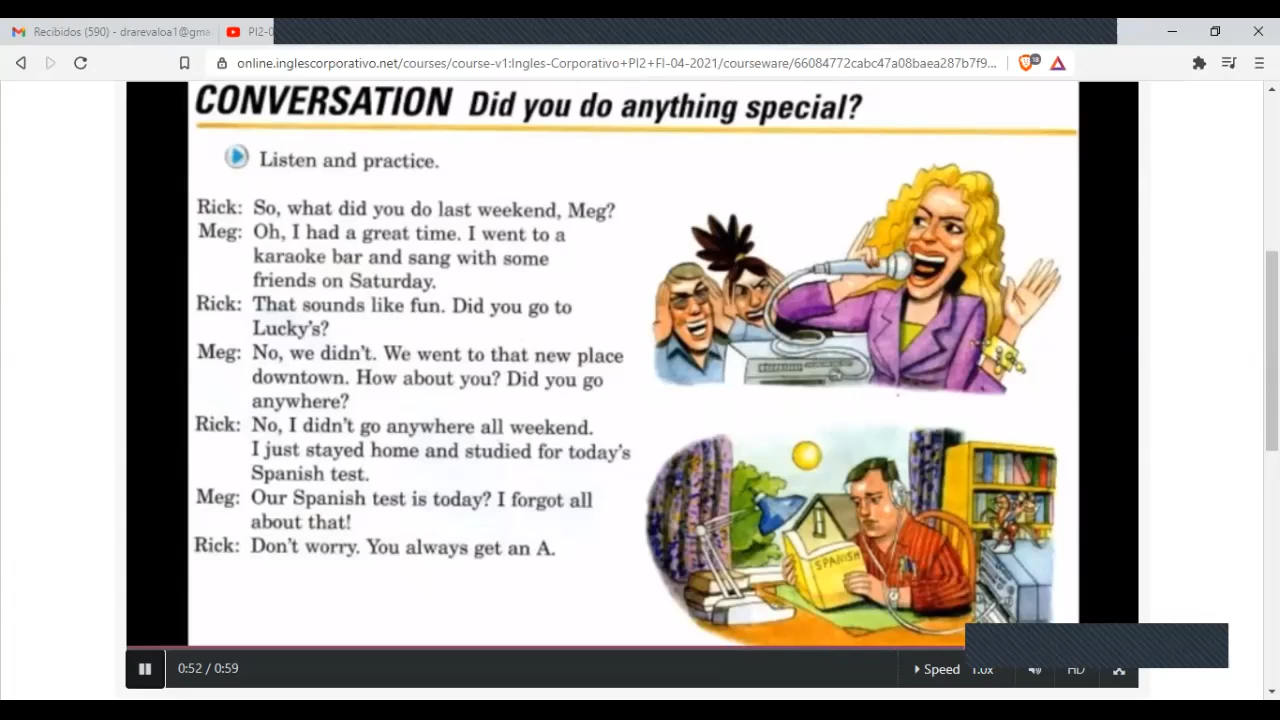 Recibidos (590) - drarevaloa1@gma
PI2-0
online.inglescorporativo.net/courses/course-v1:Ingles-Corporativo+PI2+FI-04-2021/courseware/66084772cabc47a08baea287b7f9...
18
CONVERSATION Did you do anything special?
Listen and practice.
Rick: So, what did you do last weekend, Meg?
Meg: Oh, I had a great time. I went to a
karaoke bar and sang with some
friends on Saturday.
Rick: That sounds like fun. Did you go to
Lucky's?
Meg: No, we didn't. We went to that new place
downtown. How about you? Did you go
anywhere?
Rick: No, I didn't go anywhere all weekend.
I just stayed home and studied for today's
Spanish test.
Meg: Our Spanish test is today? I forgot all
about that!
Rick: Don't worry. You always get an A.
SPANISH
0:52 / 0:59
Speed 1.0x
HD